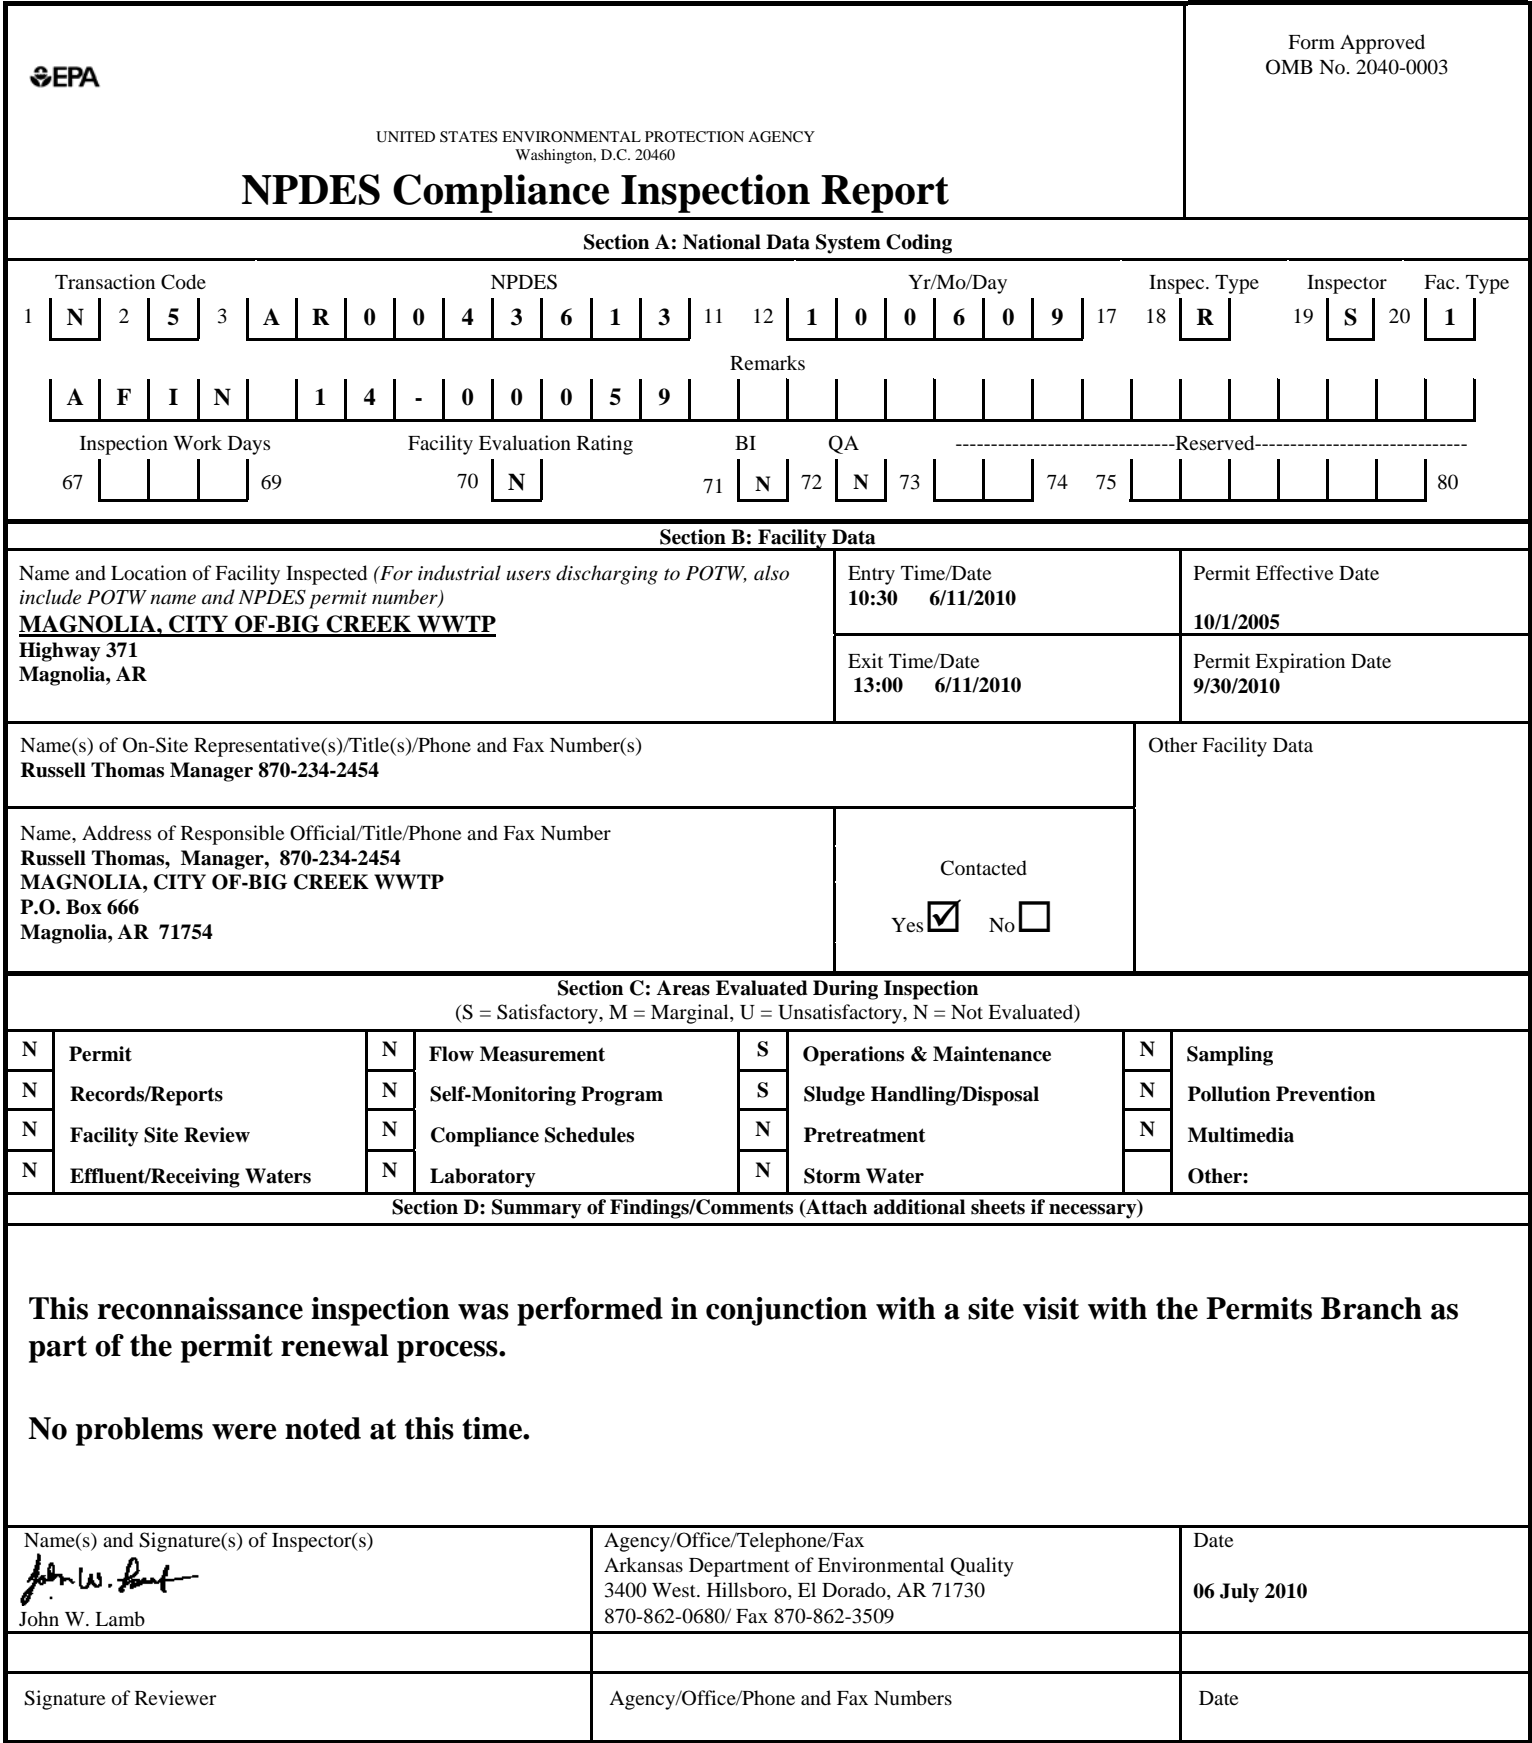 EPA
Form Approved
OMB No. 2040-0003
UNITED STATES ENVIRONMENTAL PROTECTION AGENCY
Washington, D.C. 20460
NPDES Compliance Inspection Report
Section A: National Data System Coding
Transaction Code NPDES Yr/Mo/Day Inspec. Type Inspector Fac. Type
1 N 2 5 3 A R 0 0 4 3 6 1 3 11 12 1 0 0 6 0 9 17 18 R 19 S 20 1
Remarks
A F I N 1 4 - 0 0 0 5 9
Inspection Work Days Facility Evaluation Rating BI QA -------------------------------Reserved------------------------------
67 69 70 N 71 N 72 N 73 74 75 80
Section B: Facility Data
Name and Location of Facility Inspected (For industrial users discharging to POTW, also
include POTW name and NPDES permit number)
MAGNOLIA, CITY OF-BIG CREEK WWTP
Highway 371
Magnolia, AR
Entry Time/Date
10:30 6/11/2010
Permit Effective Date
10/1/2005
Exit Time/Date
13:00 6/11/2010
Permit Expiration Date
9/30/2010
Name(s) of On-Site Representative(s)/Title(s)/Phone and Fax Number(s)
Russell Thomas Manager 870-234-2454
Other Facility Data
Name, Address of Responsible Official/Title/Phone and Fax Number
Russell Thomas, Manager, 870-234-2454
MAGNOLIA, CITY OF-BIG CREEK WWTP
P.O. Box 666
Magnolia, AR 71754
Contacted
Yes ☑ No ☐
Section C: Areas Evaluated During Inspection
(S = Satisfactory, M = Marginal, U = Unsatisfactory, N = Not Evaluated)
N Permit N Flow Measurement S Operations & Maintenance N Sampling
N Records/Reports N Self-Monitoring Program S Sludge Handling/Disposal N Pollution Prevention
N Facility Site Review N Compliance Schedules N Pretreatment N Multimedia
N Effluent/Receiving Waters N Laboratory N Storm Water Other:
Section D: Summary of Findings/Comments (Attach additional sheets if necessary)
This reconnaissance inspection was performed in conjunction with a site visit with the Permits Branch as
part of the permit renewal process.
No problems were noted at this time.
Name(s) and Signature(s) of Inspector(s)
John W. Lamb
John W. Lamb
Agency/Office/Telephone/Fax
Arkansas Department of Environmental Quality
3400 West. Hillsboro, El Dorado, AR 71730
870-862-0680/ Fax 870-862-3509
Date
06 July 2010
Signature of Reviewer Agency/Office/Phone and Fax Numbers Date